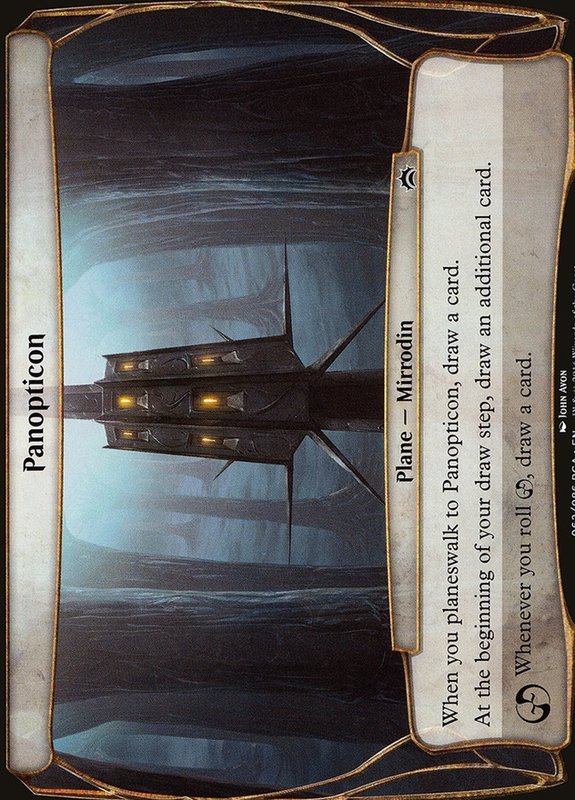 Panopticon
Plane — Mirrodin
When you planeswalk to Panopticon, draw a card.
At the beginning of your draw step, draw an additional card.
Whenever you roll , draw a card.
John Avon